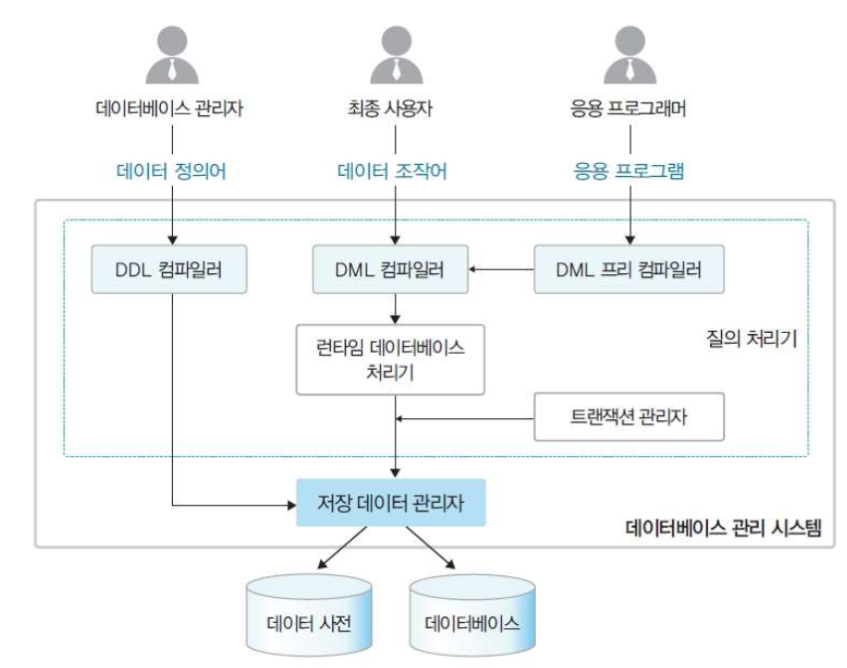 데이터베이스 관리자
최종 사용자
응용 프로그래머
데이터 정의어
데이터 조작어
응용 프로그램
DDL 컴파일러
DML 컴파일러
DML 프리 컴파일러
런타임 데이터베이스
처리기
질의 처리기
트랜잭션 관리자
저장 데이터 관리자
데이터베이스 관리 시스템
데이터 사전
데이터베이스